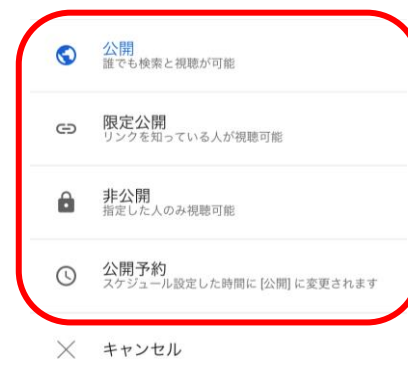 公開
誰でも検索と視聴が可能
限定公開
リンクを知っている人が視聴可能
非公開
指定した人のみ視聴可能
公開予約
スケジュール設定した時間に [公開] に変更されます
キャンセル